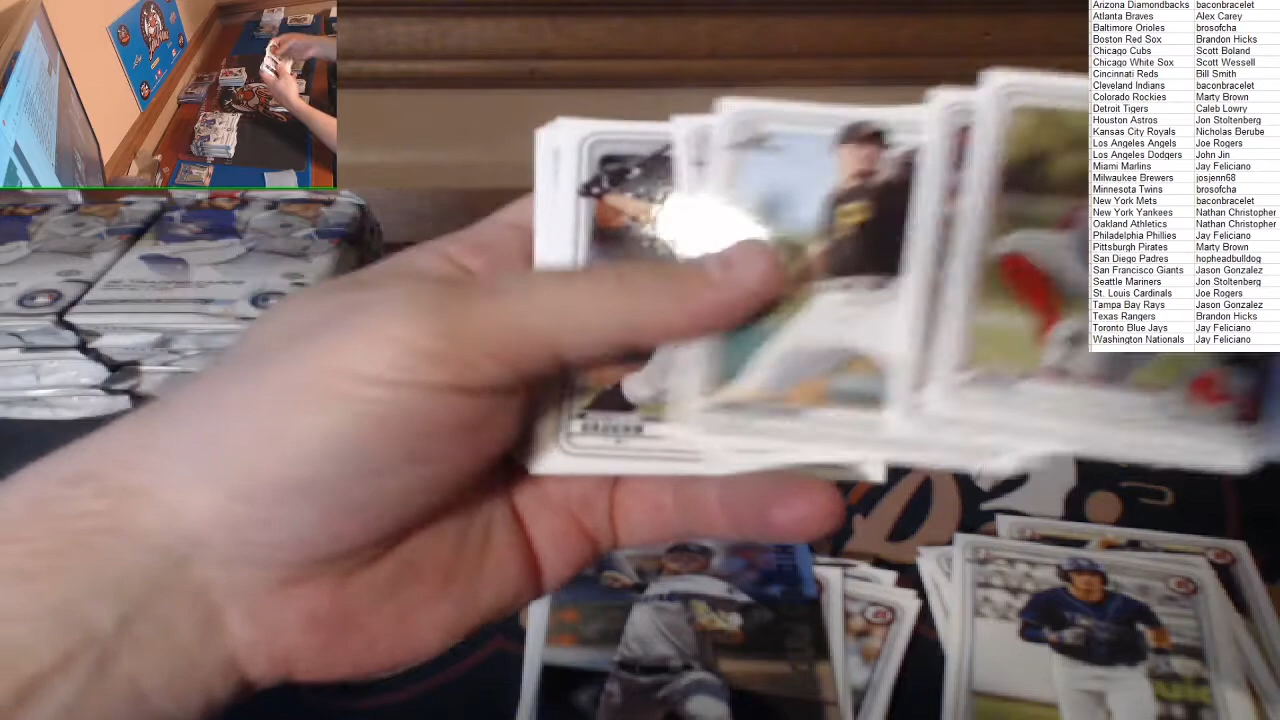 Arizona Diamondbacks baconbracelet
Atlanta Braves Alex Carey
Baltimore Orioles brosofcha
Boston Red Sox Brandon Hicks
Chicago Cubs Scott Boland
Chicago White Sox Scott Wessell
Cincinnati Reds Bill Smith
Cleveland Indians baconbracelet
Colorado Rockies Marty Brown
Detroit Tigers Caleb Lowry
Houston Astros Jon Stoltenberg
Kansas City Royals Nicholas Berube
Los Angeles Angels Joe Rogers
Los Angeles Dodgers John Jin
Miami Marlins Jay Feliciano
Milwaukee Brewers josjenn68
Minnesota Twins brosofcha
New York Mets baconbracelet
New York Yankees Nathan Christopher
Oakland Athletics Nathan Christopher
Philadelphia Phillies Jay Feliciano
Pittsburgh Pirates Marty Brown
San Diego Padres hopheadbulldog
San Francisco Giants Jason Gonzalez
Seattle Mariners Jon Stoltenberg
St. Louis Cardinals Joe Rogers
Tampa Bay Rays Jason Gonzalez
Texas Rangers Brandon Hicks
Toronto Blue Jays Jay Feliciano
Washington Nationals Jay Feliciano